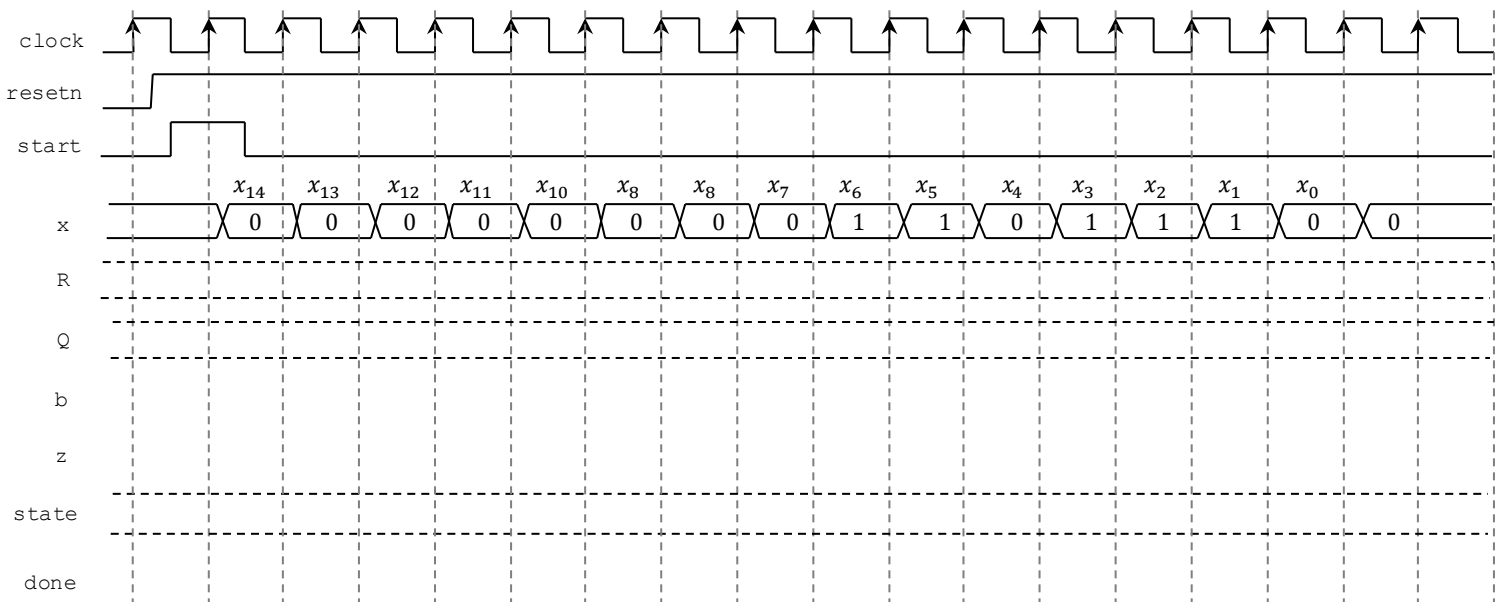 clock
resetn
start
x₁₄ x₁₃ x₁₂ x₁₁ x₁₀ x₈ x₈ x₇ x₆ x₅ x₄ x₃ x₂ x₁ x₀
x 0 0 0 0 0 0 0 0 1 1 0 1 1 1 0 0
R
Q
b
z
state
done